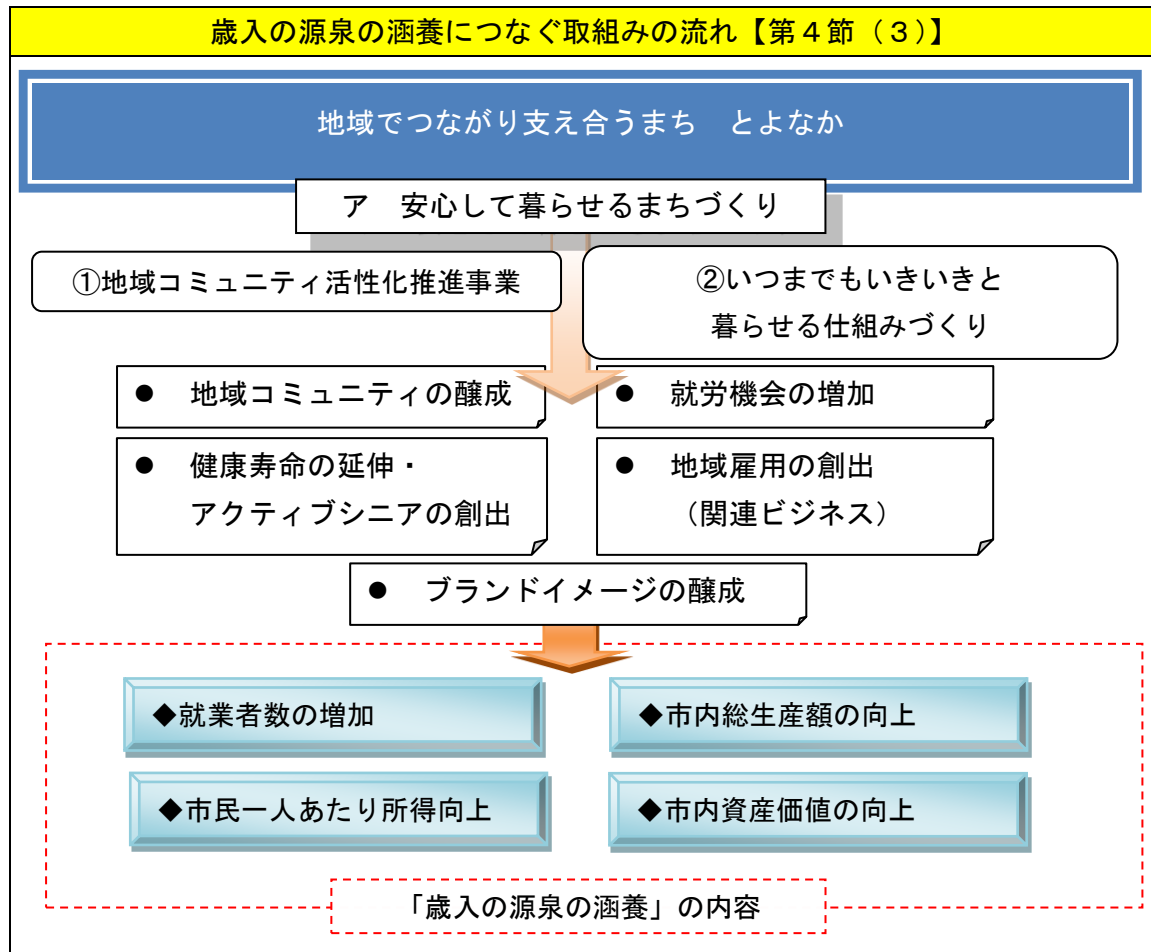 歳入の源泉の涵養につなぐ取組みの流れ【第4節（3）】
地域でつながり支え合うまち　とよなか
ア　安心して暮らせるまちづくり
①地域コミュニティ活性化推進事業
②いつまでもいきいきと
暮らせる仕組みづくり
● 地域コミュニティの醸成
● 就労機会の増加
● 健康寿命の延伸・
アクティブシニアの創出
● 地域雇用の創出
（関連ビジネス）
● ブランドイメージの醸成
◆就業者数の増加
◆市内総生産額の向上
◆市民一人あたり所得向上
◆市内資産価値の向上
「歳入の源泉の涵養」の内容